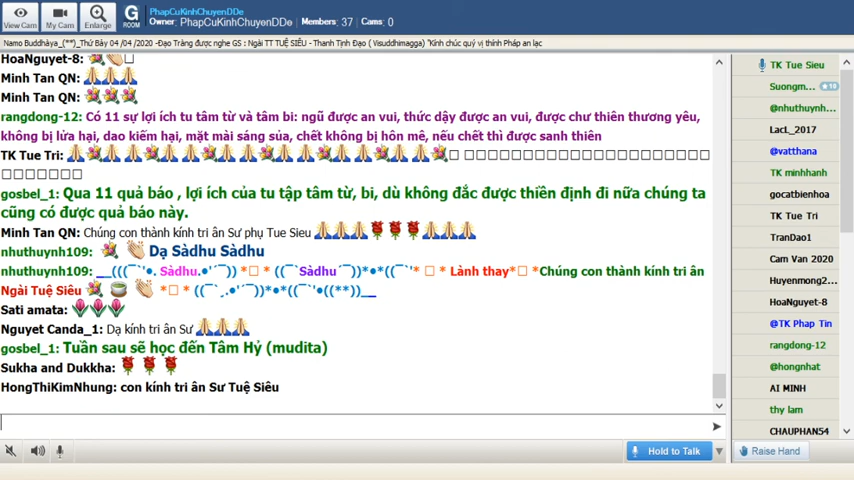 PhapCuKinhChuyenDDe
Owner: PhapCuKinhChuyenDDe Members: 37 Cams: 0
View Cam My Cam Enlarge G ROOM
Namo Buddhàya_(**)_Thứ Bảy 04 /04 /2020 -Đạo Tràng được nghe GS : Ngài TT TUỆ SIÊU - Thanh Tịnh Đạo ( Visuddhimagga) "Kính chúc quý vị thính Pháp an lạc
HoaNguyet-8:
Minh Tan QN:
Minh Tan QN:
rangdong-12: Có 11 sự lợi ích tu tâm từ và tâm bi: ngũ được an vui, thức dậy được an vui, được chư thiên thương yêu,
không bị lửa hại, dao kiếm hại, mặt mài sáng sủa, chết không bị hôn mê, nếu chết thì được sanh thiên
TK Tue Tri:
gosbel_1: Qua 11 quả báo , lợi ích của tu tập tâm từ, bi, dù không đắc được thiền định đi nữa chúng ta
cũng có được quả báo này.
Minh Tan QN: Chúng con thành kính tri ân Sư phụ Tue Sieu
nhuthuynh109: Dạ Sàdhu Sàdhu
nhuthuynh109: _ _(((¯`'•. Sàdhu.•'´¯)) *□ * ((¯`Sàdhu´¯))*•*((¯`'* □ * Lành thay*□ *Chúng con thành kính tri ân
Ngài Tuệ Siêu *□ * ((¯`.•'´¯))*•*((¯`'•((**))_ _
Sati amata:
Nguyet Canda_1: Dạ kính tri ân Sư
gosbel_1: Tuần sau sẽ học đến Tâm Hỷ (mudita)
Sukha and Dukkha:
HongThiKimNhung: con kính tri ân Sư Tuệ Siêu
Hold to Talk
Raise Hand
TK Tue Sieu
Suongm... 18
@nhuthuynh...
LacL_2017
@vatthana
TK minhhanh
gocatbienhoa
TK Tue Tri
TranDao1
Cam Van 2020
Huyenmong2...
HoaNguyet-8
@TK Phap Tin
rangdong-12
@hongnhat
AI MINH
thy lam
CHAUPHAN54